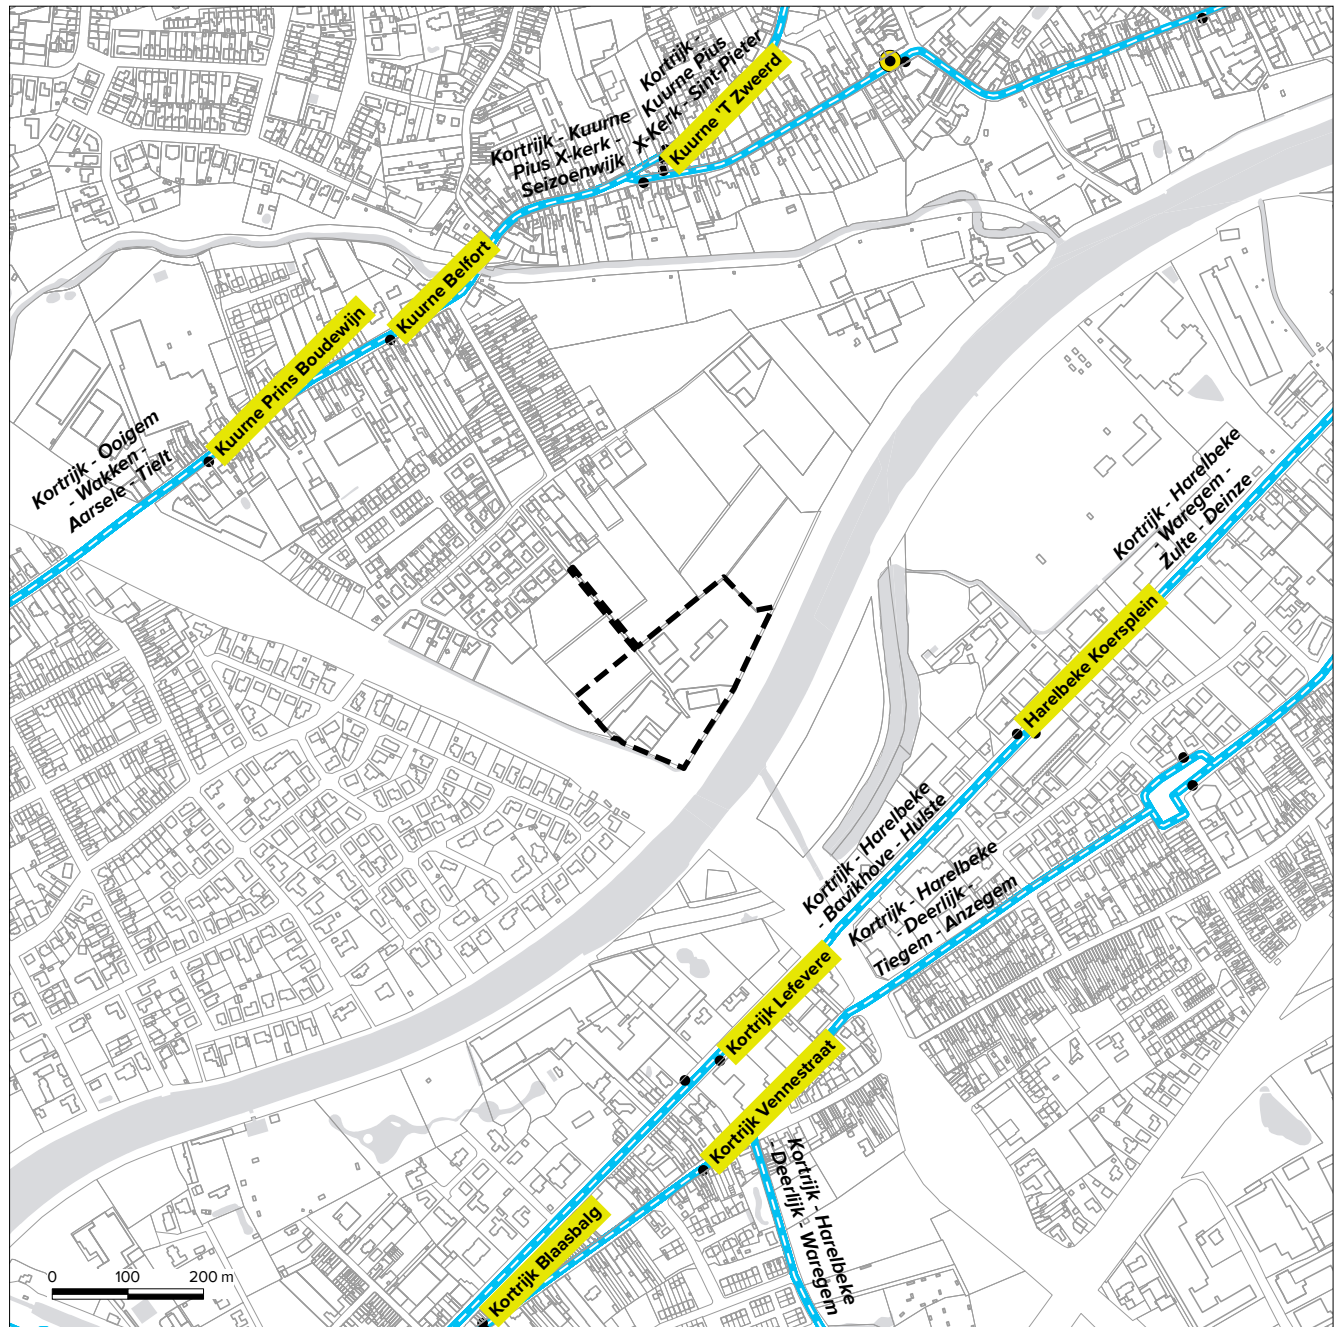 Kortrijk -
Kuurne Pius
X-Kerk - Sint-Pieter
Kuurne 'T Zweerd
Kortrijk - Kuurne
Pius X-kerk -
Seizoenwijk
Kuurne Belfort
Kuurne Prins Boudewijn
Kortrijk - Ooigem
- Wakken -
Aarsele - Tielt
Kortrijk - Harelbeke
- Waregem -
Zulte - Deinze
Harelbeke Koersplein
Kortrijk - Harelbeke
- Bavikhove - Hulste
Kortrijk - Harelbeke
- Deerlijk -
Tiegem - Anzegem
Kortrijk Lefevere
Kortrijk Vennestraat
Kortrijk - Harelbeke
- Deerlijk - Waregem
Kortrijk Blaasbalg
0 100 200 m